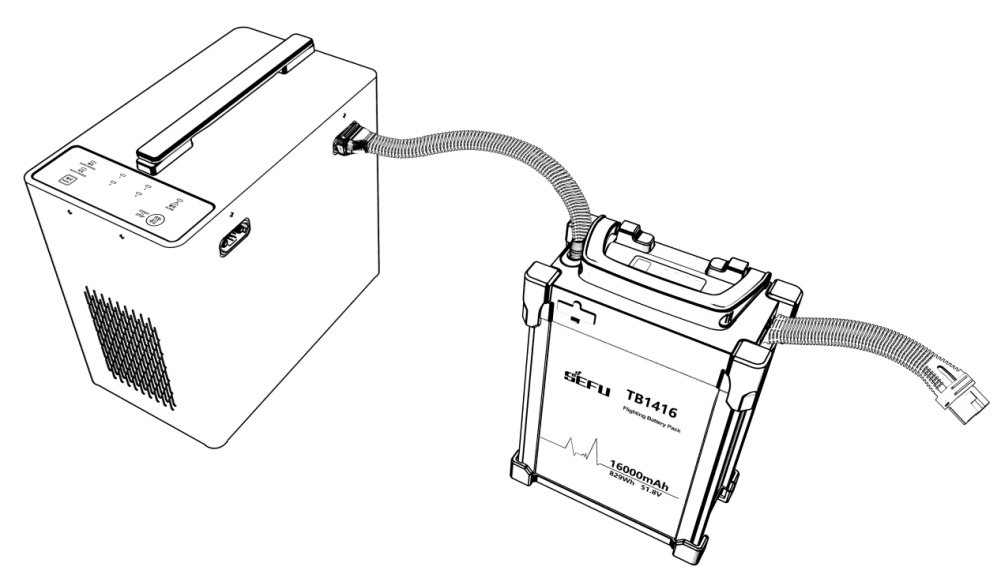 SEFU
TB1416
Flighting Battery Pack
16000mAh
829Wh 51.8V